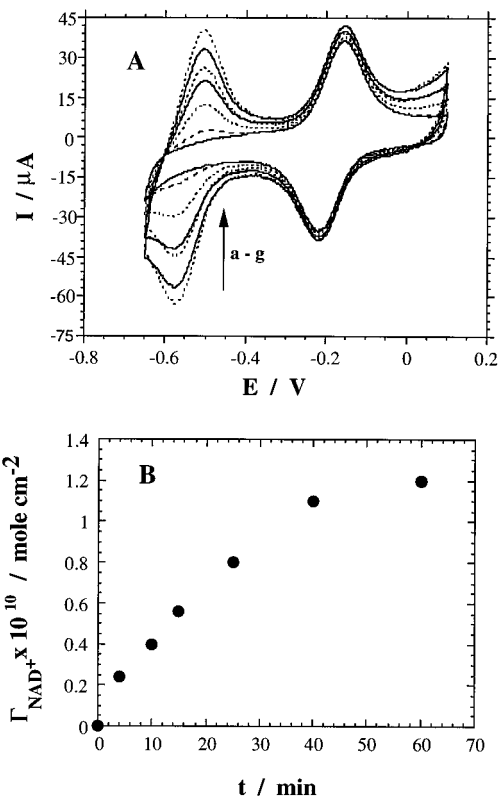 45
A
30
15
0
I / μA
-15
-30
a - g
-45
-60
-75
-0.8 -0.6 -0.4 -0.2 0 0.2
E / V
1.4
B
1.2
1
0.8
Γ NAD+ x 10 10 / mole cm-2
0.6
0.4
0.2
0
0 10 20 30 40 50 60 70
t / min